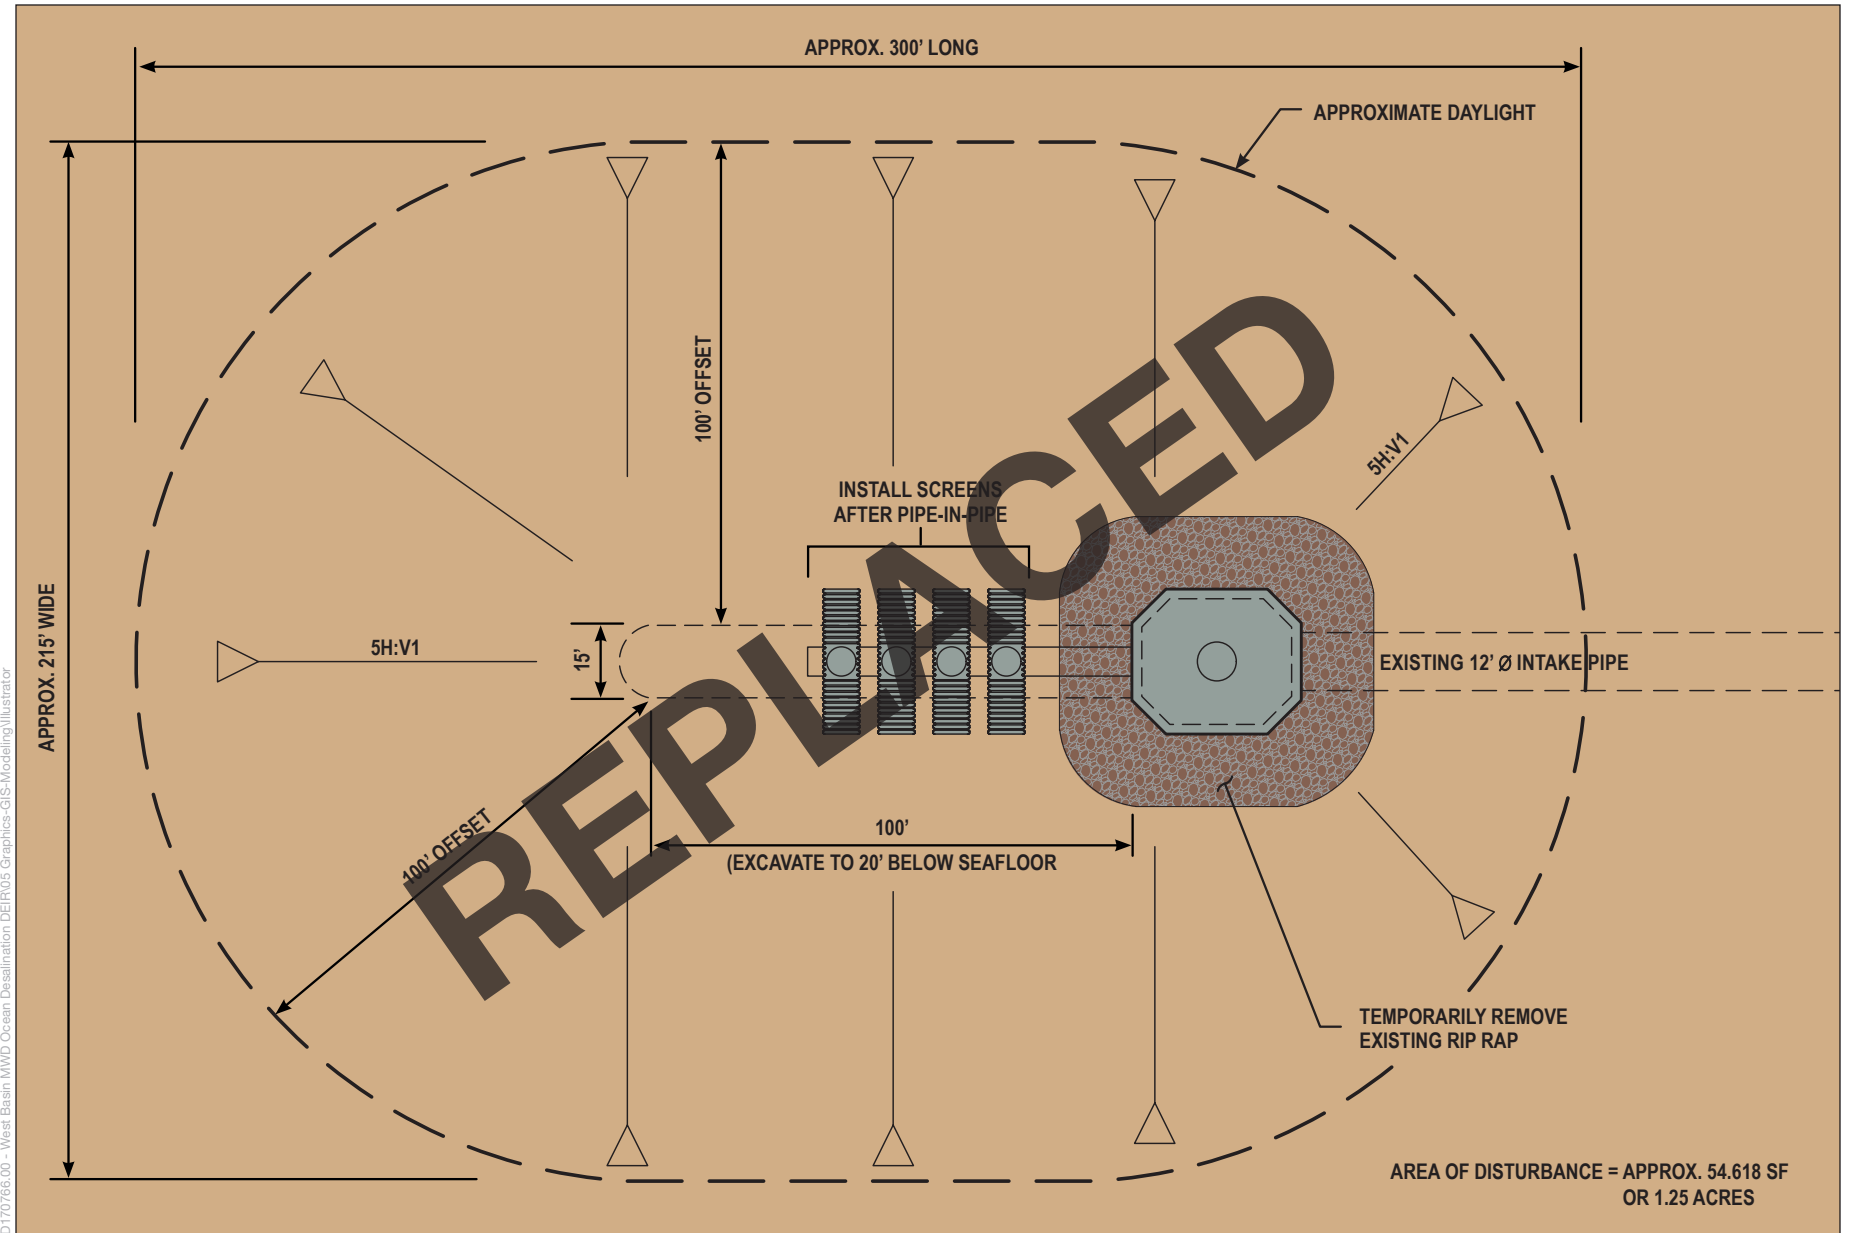 APPROX. 300’ LONG
APPROXIMATE DAYLIGHT
100’ OFFSET
5H:V1
INSTALL SCREENS
AFTER PIPE-IN-PIPE
APPROX. 215’ WIDE
5H:V1
15’
EXISTING 12’ Ø INTAKE PIPE
REPLACED
100’ OFFSET
100’
(EXCAVATE TO 20’ BELOW SEAFLOOR
TEMPORARILY REMOVE
EXISTING RIP RAP
AREA OF DISTURBANCE = APPROX. 54.618 SF
OR 1.25 ACRES
D170766.00 - West Basin MWD Ocean Desalination DEIR\05 Graphics-GIS-Modeling\Illustrator